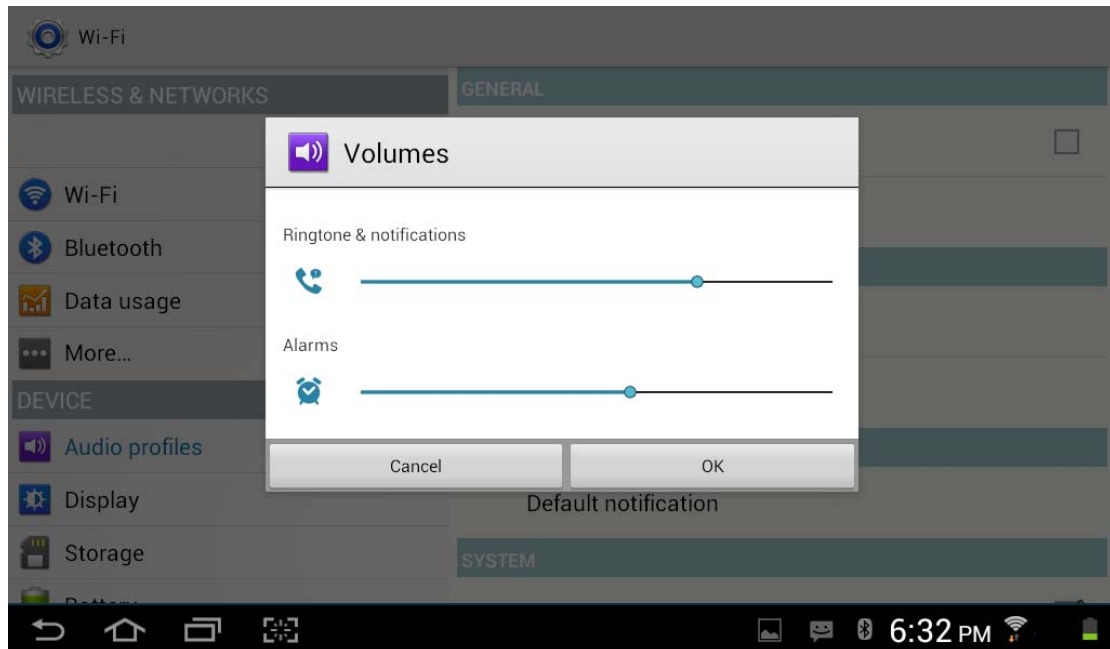 Wi-Fi
WIRELESS & NETWORKS
Wi-Fi
Bluetooth
Data usage
More...
DEVICE
Audio profiles
Display
Storage
Battery
GENERAL
Volumes
Ringtone & notifications
Alarms
Cancel
OK
Default notification
SYSTEM
6:32 PM